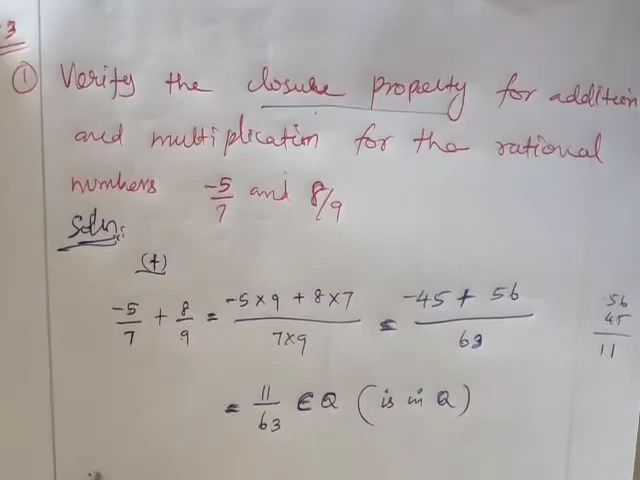 3
① Verify the closure property for addition
and multiplication for the rational
numbers -5/7 and 8/9
Soln:
(+)
-5/7 + 8/9 = (-5×9 + 8×7)/(7×9) = (-45 + 56)/63
56
45
11
= 11/63 ∈ Q (is in Q)